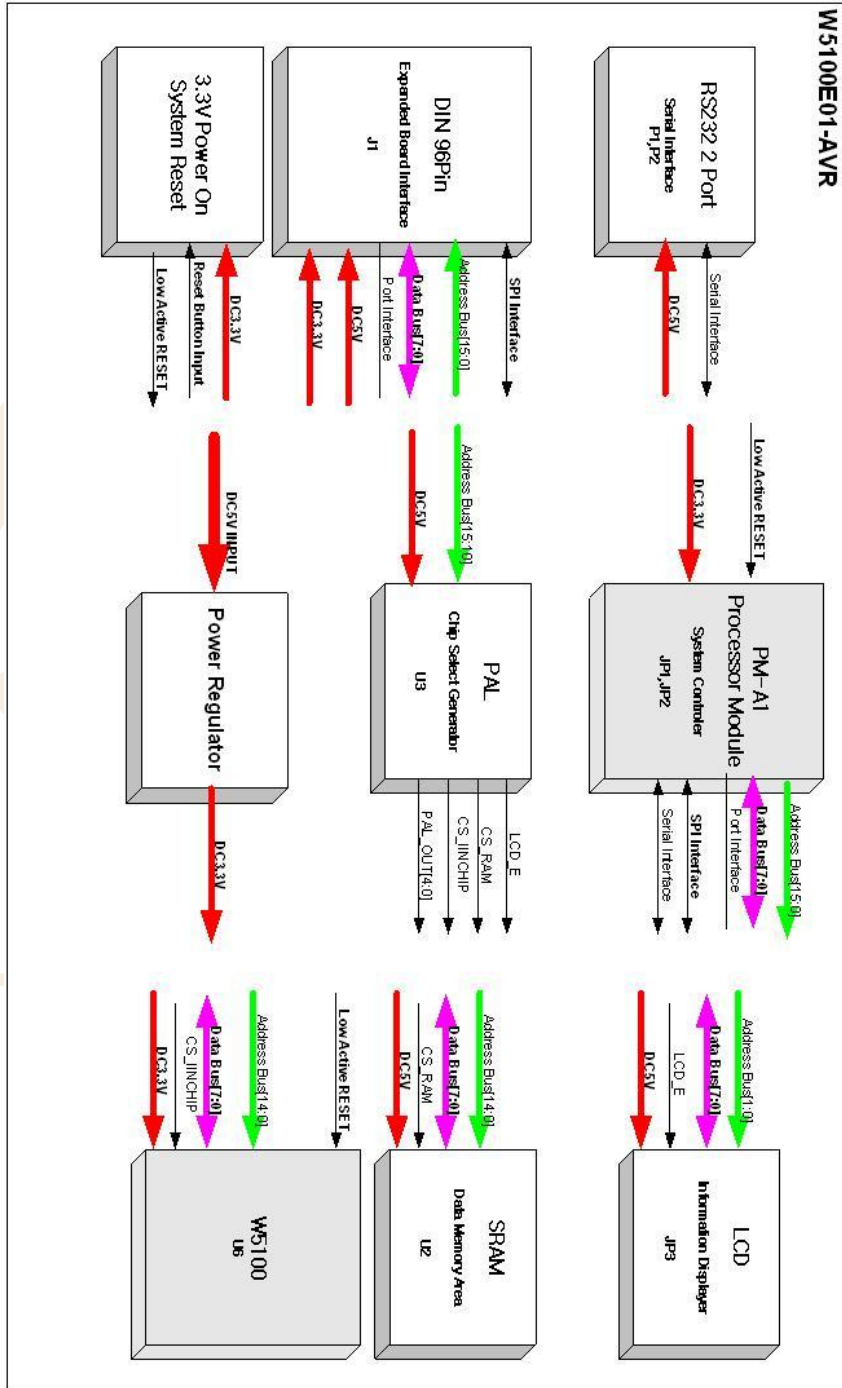 W5100E01-AVR
RS232 2 Port
Serial Interface
P1,P2
Serial Interface
DC5V
Low Active RESET
DC3,3V
PM-A1
Processor Module
System Controler
JP1,JP2
Address Bus[15:0]
Data Bus[7:0]
Port Interface
SPI Interface
Serial Interface
Address Bus[1:0]
Data Bus[7:0]
LCD_E
DC5V
LCD
Information Displayer
JP3
DIN 96Pin
Expanded Board Interface
J1
SPI Interface
Address Bus[15:0]
Data Bus[7:0]
Port Interface
DC5V
DC3,3V
Address Bus[15:10]
DC5V
PAL
Chip Select Generator
U3
LCD_E
CS_RAM
CS_IINCHIP
PAL_OUT[4:0]
Address Bus[14:0]
Data Bus[7:0]
CS_RAM
DC5V
SRAM
Data Memory Area
U2
3.3V Power On
System Reset
DC3,3V
Reset Button Input
Low Active RESET
DC5V INPUT
Power Regulator
DC3,3V
Low Active RESET
Address Bus[14:0]
Data Bus[7:0]
CS_IINCHIP
DC3,3V
W5100
U6